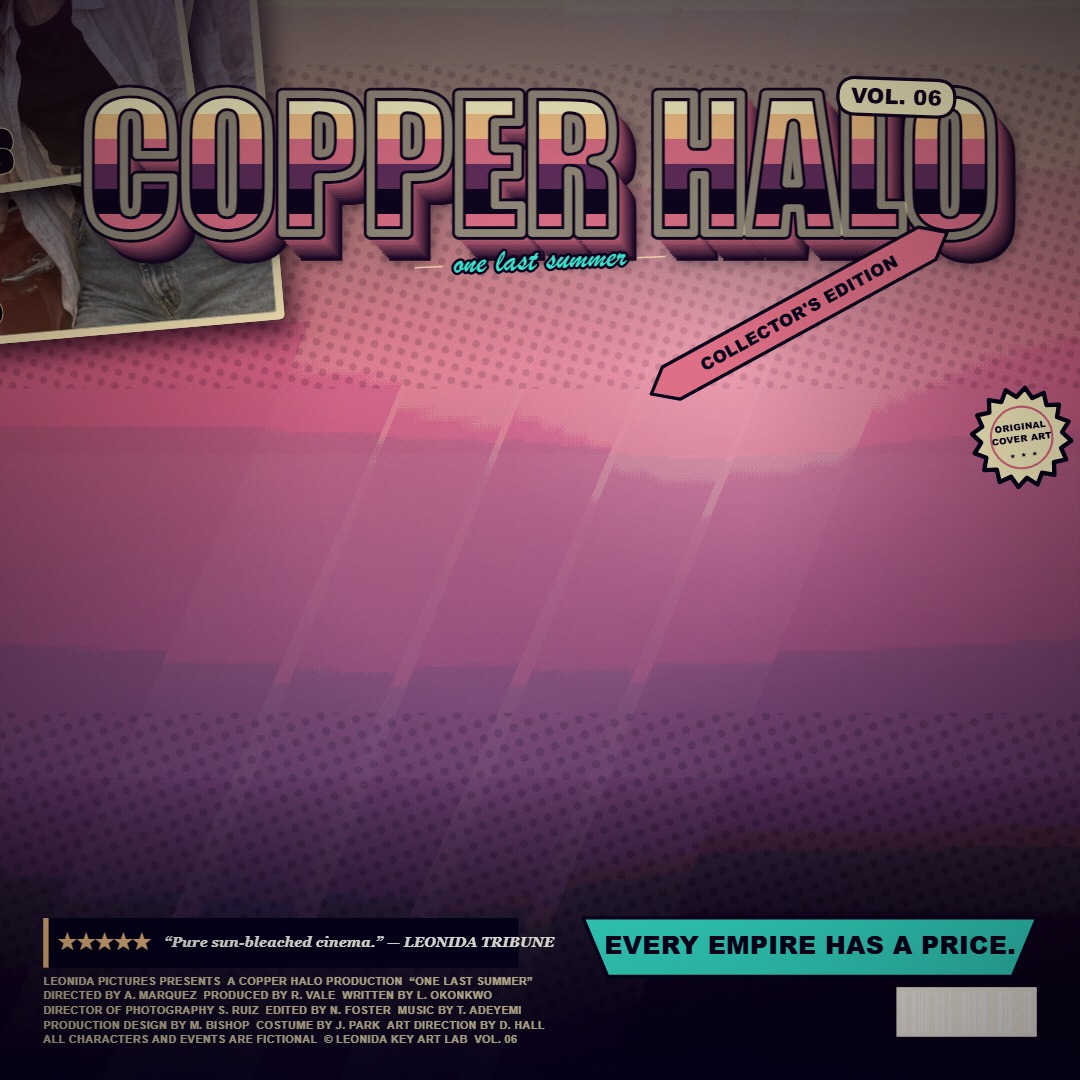 COPPER HALO
VOL. 06
one last summer
COLLECTOR'S EDITION
ORIGINAL
COVER ART
★★★★★ “Pure sun-bleached cinema.” — LEONIDA TRIBUNE
EVERY EMPIRE HAS A PRICE.
LEONIDA PICTURES PRESENTS A COPPER HALO PRODUCTION “ONE LAST SUMMER”
DIRECTED BY A. MARQUEZ PRODUCED BY R. VALE WRITTEN BY L. OKONKWO
DIRECTOR OF PHOTOGRAPHY S. RUIZ EDITED BY N. FOSTER MUSIC BY T. ADEYEMI
PRODUCTION DESIGN BY M. BISHOP COSTUME BY J. PARK ART DIRECTION BY D. HALL
ALL CHARACTERS AND EVENTS ARE FICTIONAL © LEONIDA KEY ART LAB VOL. 06